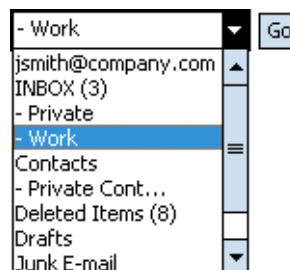 - Work
Go
jsmith@company.com
INBOX (3)
- Private
- Work
Contacts
- Private Cont...
Deleted Items (8)
Drafts
Junk E-mail